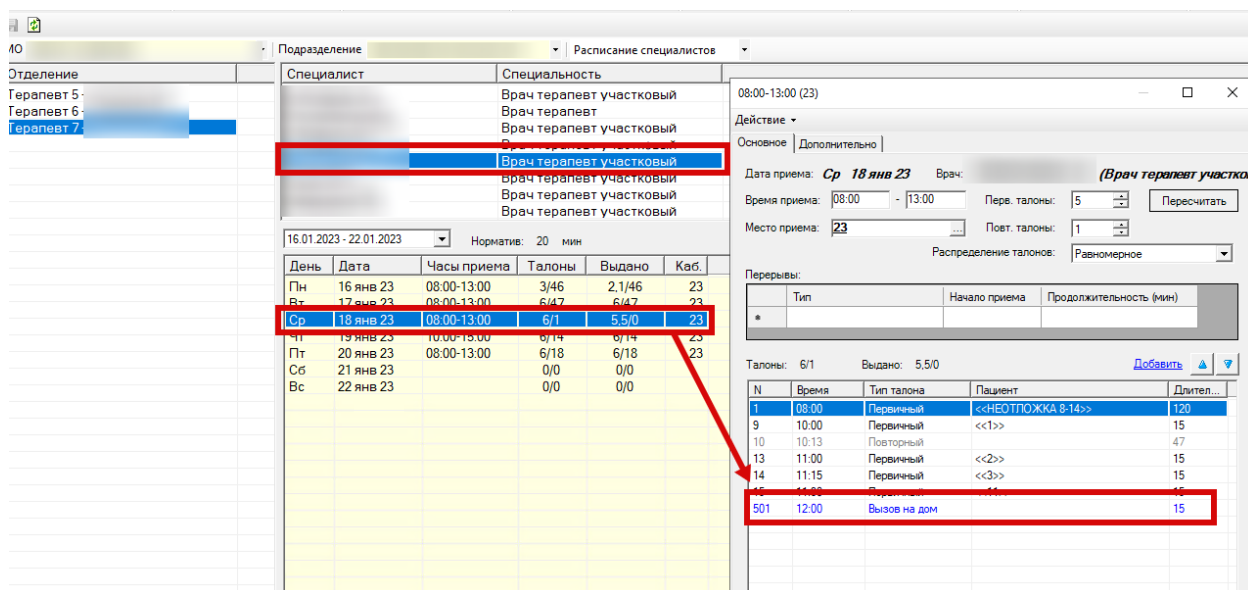 МО
Подразделение
Расписание специалистов
Отделение
Терапевт 5 -
Терапевт 6 -
Терапевт 7 -
Специалист Специальность
Врач терапевт участковый
Врач терапевт
Врач терапевт участковый
Врач терапевт участковый
Врач терапевт участковый
Врач терапевт участковый
Врач терапевт участковый
Врач терапевт участковый
16.01.2023 - 22.01.2023 Норматив: 20 мин
День Дата Часы приема Талоны Выдано Каб.
Пн 16 янв 23 08:00-13:00 3/46 2,1/46 23
Вт 17 янв 23 08:00-13:00 6/47 6/47 23
Ср 18 янв 23 08:00-13:00 6/1 5,5/0 23
Чт 19 янв 23 10:00-15:00 6/14 6/14 23
Пт 20 янв 23 08:00-13:00 6/18 6/18 23
Сб 21 янв 23 0/0 0/0
Вс 22 янв 23 0/0 0/0
08:00-13:00 (23)
Действие
Основное Дополнительно
Дата приема: Ср 18 янв 23 Врач: (Врач терапевт участко
Время приема: 08:00 - 13:00 Перв. талоны: 5 Пересчитать
Место приема: 23 ... Повт. талоны: 1
Распределение талонов: Равномерное
Перерывы:
Тип Начало приема Продолжительность (мин)
*
Талоны: 6/1 Выдано: 5,5/0 Добавить
N Время Тип талона Пациент Длител...
1 08:00 Первичный <<НЕОТЛОЖКА 8-14>> 120
9 10:00 Первичный <<1>> 15
10 10:13 Повторный 47
13 11:00 Первичный <<2>> 15
14 11:15 Первичный <<3>> 15
15 Первичный 15
501 12:00 Вызов на дом 15